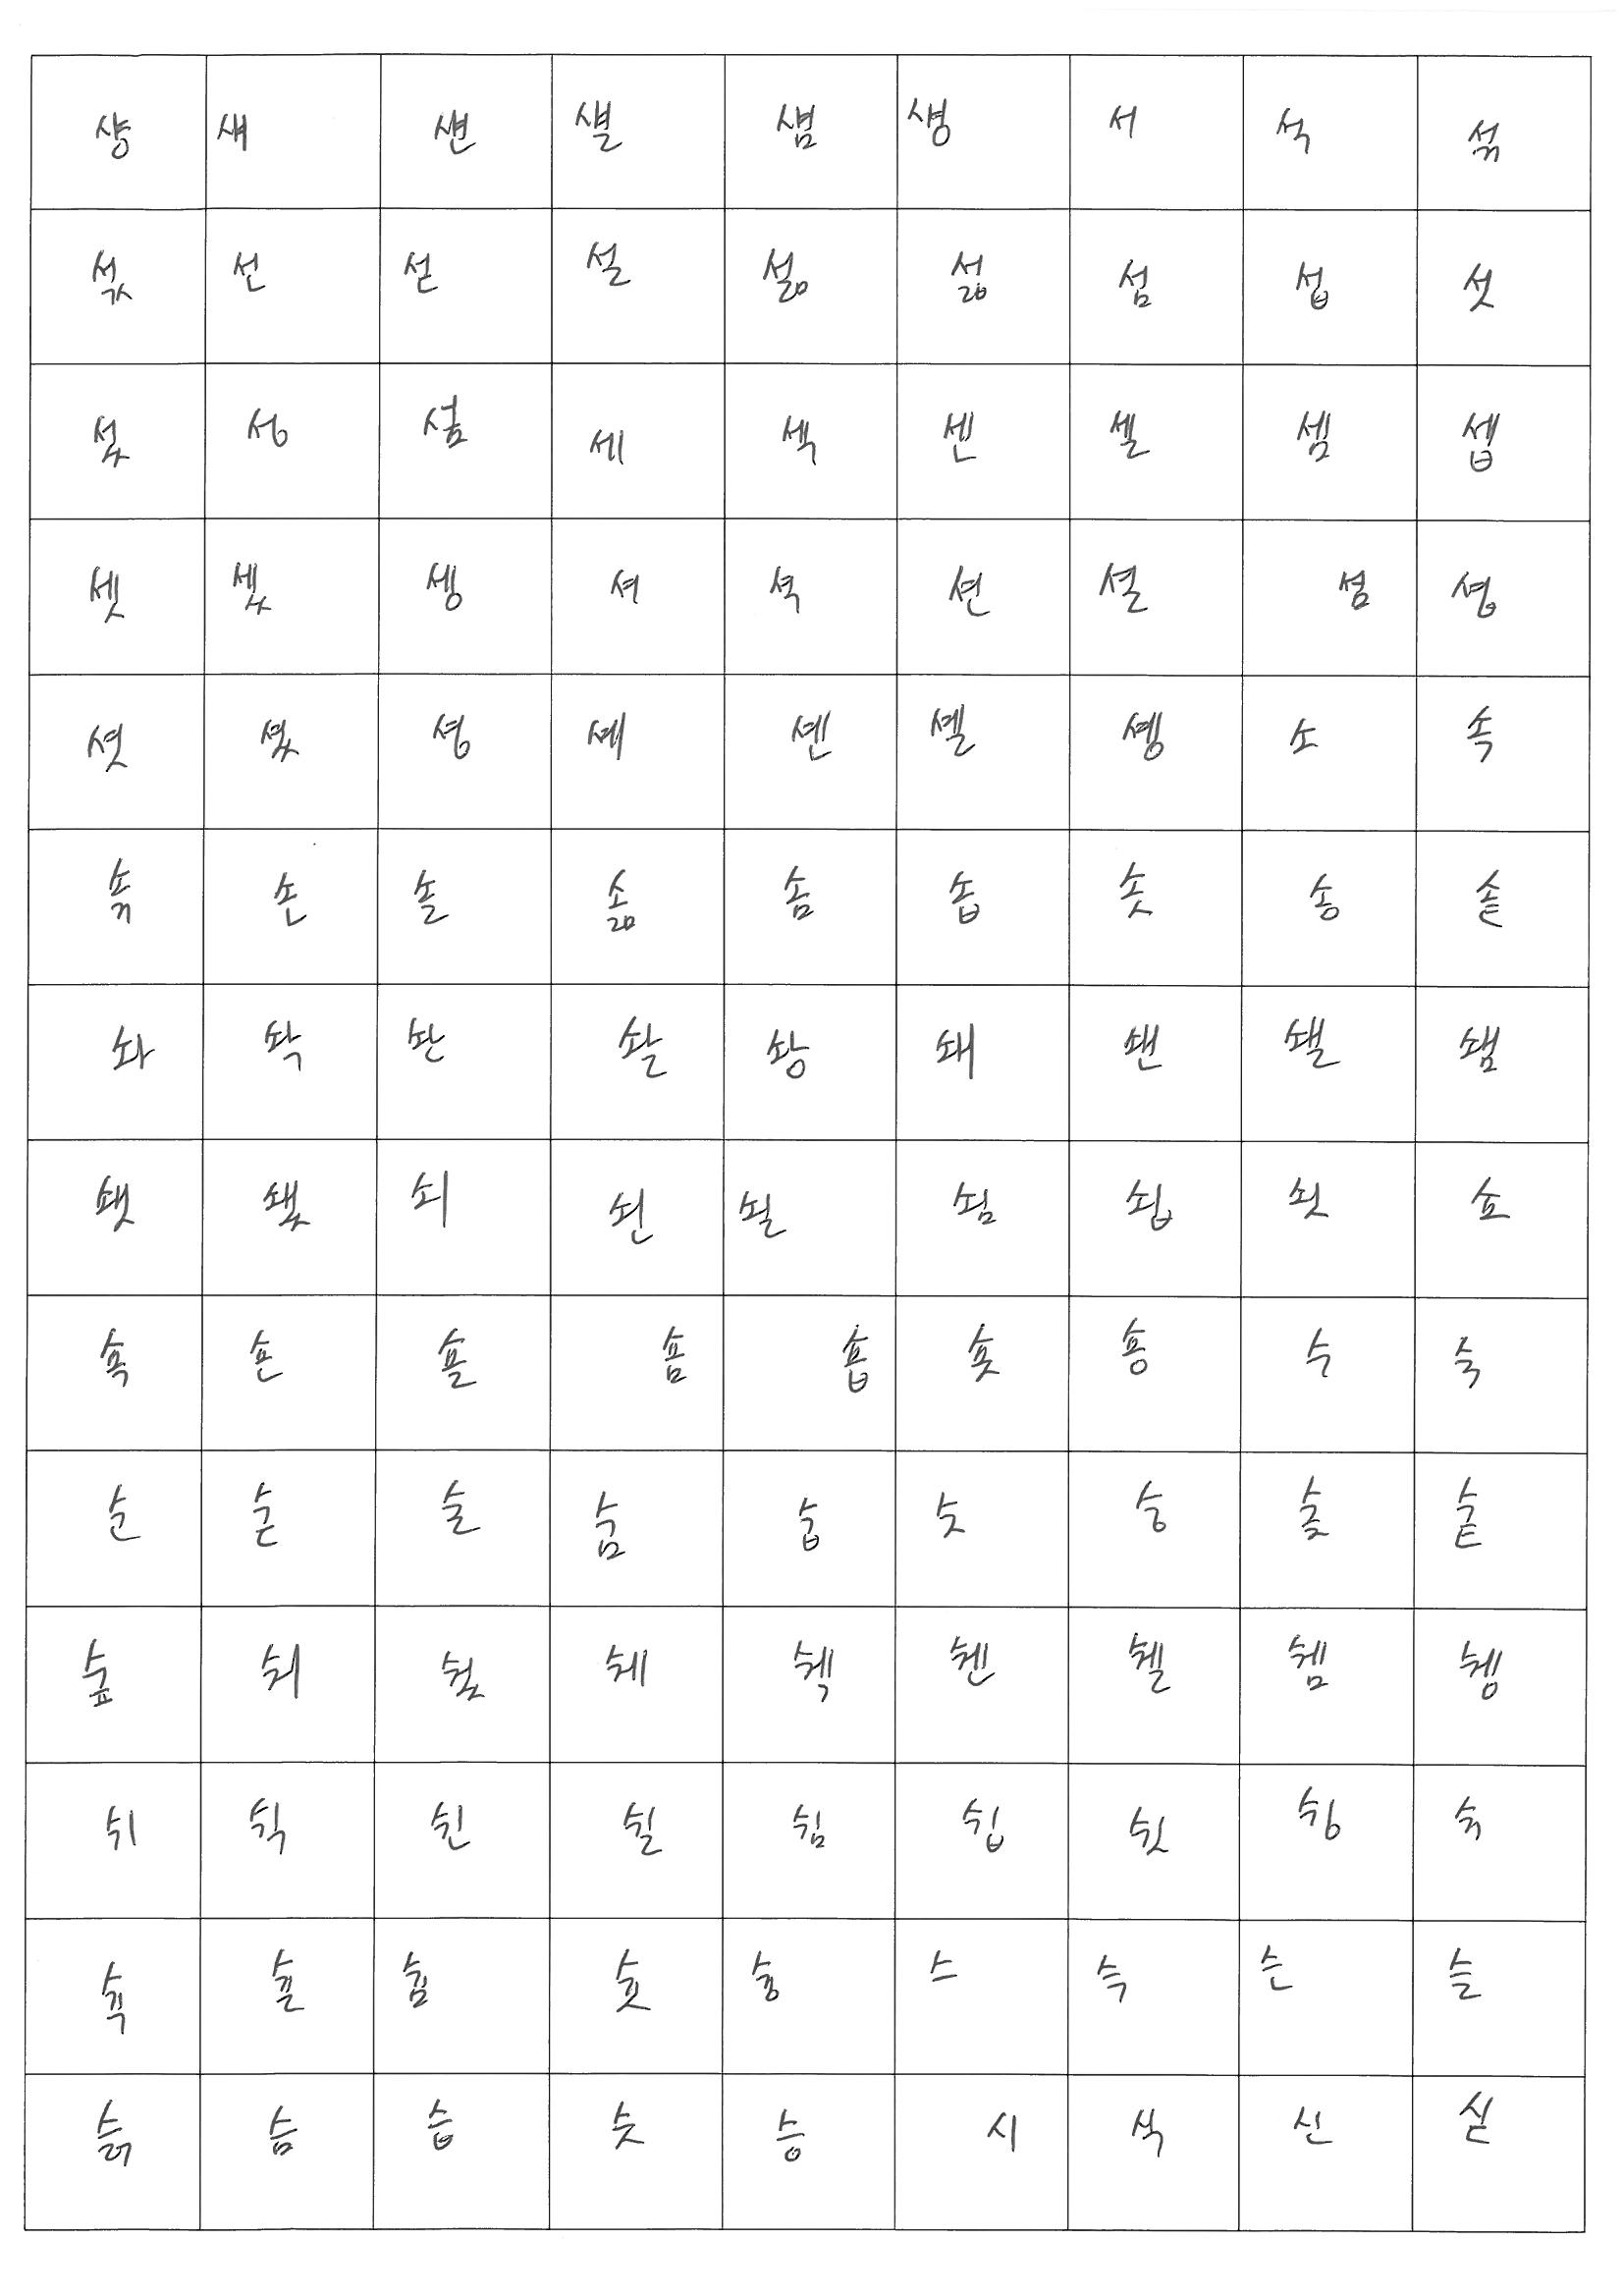 샹 섀 섄 섈 섐 섕 서 석 섞
섟 선 섣 설 섦 섧 섬 섭 섯
섰 성 섶 세 섹 센 셀 셈 셉
셋 셌 셍 셔 셕 션 셜 셤 셥
셧 셨 셩 셰 셴 셸 솅 소 속
솎 손 솔 솖 솜 솝 솟 송 솥
솨 솩 솬 솰 솽 쇄 쇈 쇌 쇔
쇗 쇘 쇠 쇤 쇨 쇰 쇱 쇳 쇼
쇽 숀 숄 숌 숍 숏 숑 수 숙
순 숟 술 숨 숩 숫 숭 숯 숱
숲 숴 쉈 쉐 쉑 쉔 쉘 쉠 쉥
쉬 쉭 쉰 쉴 쉼 쉽 쉿 슁 슈
슉 슐 슘 슛 슝 스 슥 슨 슬
슭 슴 습 슷 승 시 식 신 싣